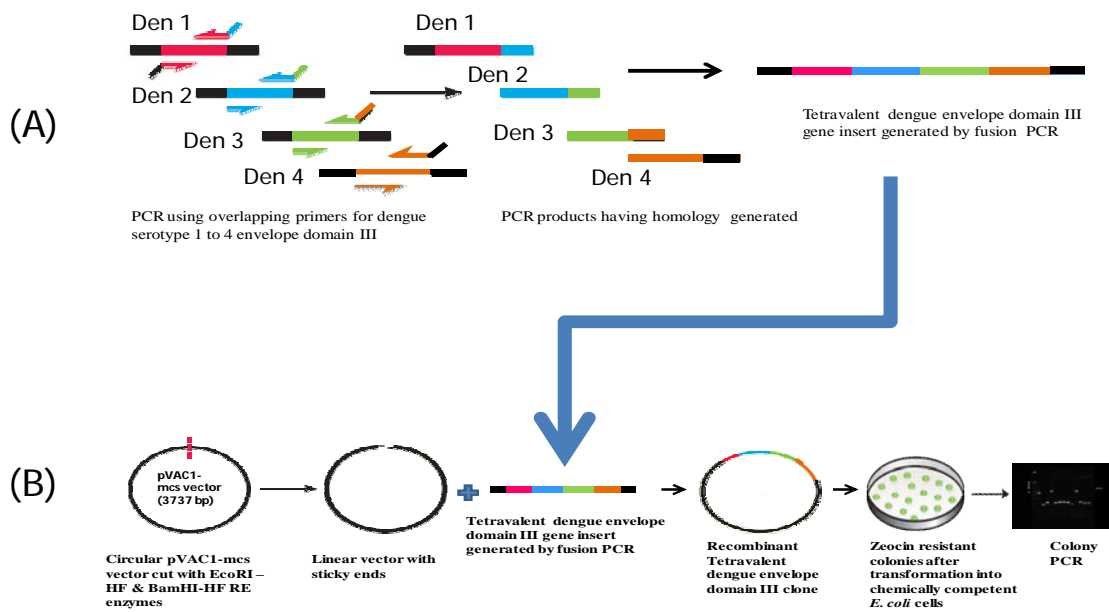 (A)
Den 1
Den 2
Den 3
Den 4
PCR using overlapping primers for dengue
serotype 1 to 4 envelope domain III
Den 1
Den 2
Den 3
Den 4
PCR products having homology generated
Tetravalent dengue envelope domain III
gene insert generated by fusion PCR
(B)
pVAC1-
mcs vector
(3737 bp)
Circular pVAC1-mcs
vector cut with EcoRI –
HF & BamHI-HF RE
enzymes
Linear vector with
sticky ends
Tetravalent dengue envelope
domain III gene insert
generated by fusion PCR
Recombinant
Tetravalent
dengue envelope
domain III clone
Zeocin resistant
colonies after
transformation into
chemically competent
E. coli cells
Colony
PCR